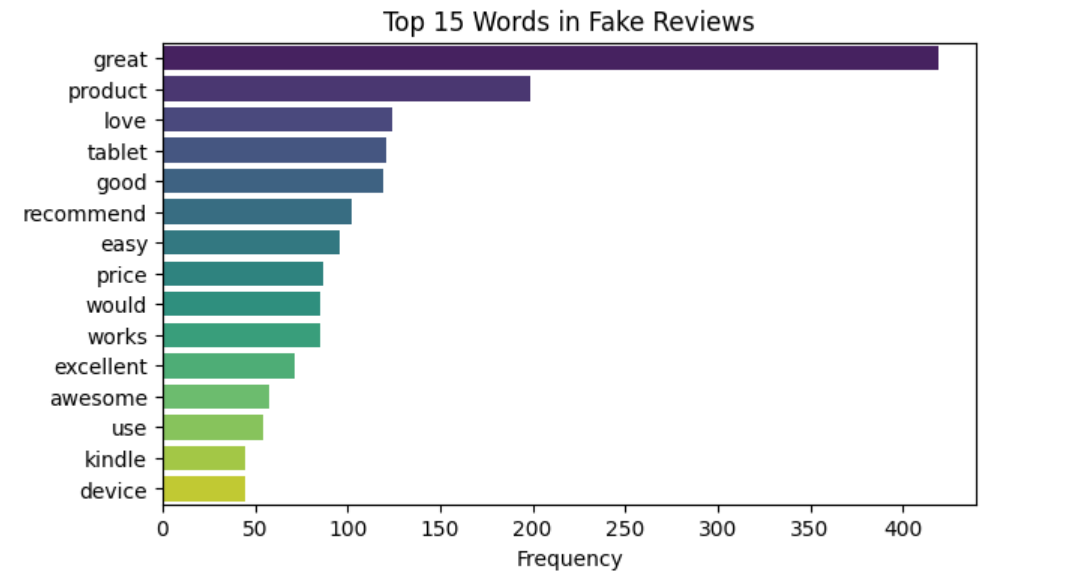 Top 15 Words in Fake Reviews
great
product
love
tablet
good
recommend
easy
price
would
works
excellent
awesome
use
kindle
device
0 50 100 150 200 250 300 350 400
Frequency